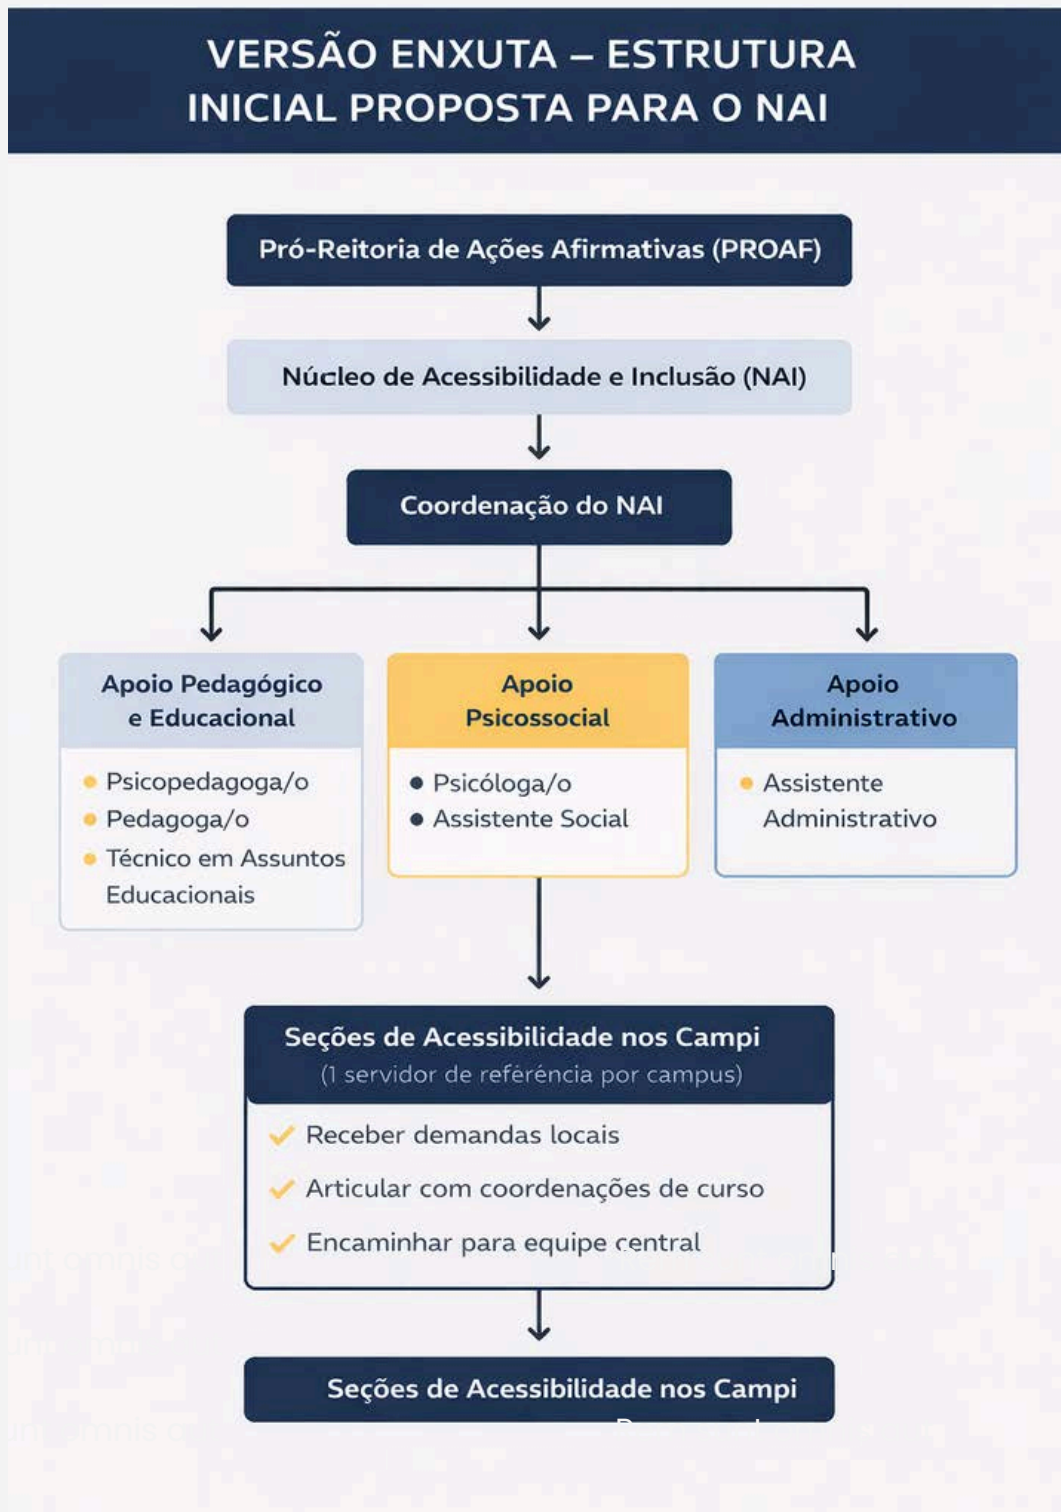 VERSÃO ENXUTA – ESTRUTURA
INICIAL PROPOSTA PARA O NAI
Pró-Reitoria de Ações Afirmativas (PROAF)
Núcleo de Acessibilidade e Inclusão (NAI)
Coordenação do NAI
Apoio Pedagógico
e Educacional
Psicopedagoga/o
Pedagoga/o
Técnico em Assuntos
Educacionais
Apoio
Psicossocial
Psicóloga/o
Assistente Social
Apoio
Administrativo
Assistente
Administrativo
Seções de Acessibilidade nos Campi
(1 servidor de referência por campus)
Receber demandas locais
Articular com coordenações de curso
Encaminhar para equipe central
Seções de Acessibilidade nos Campi